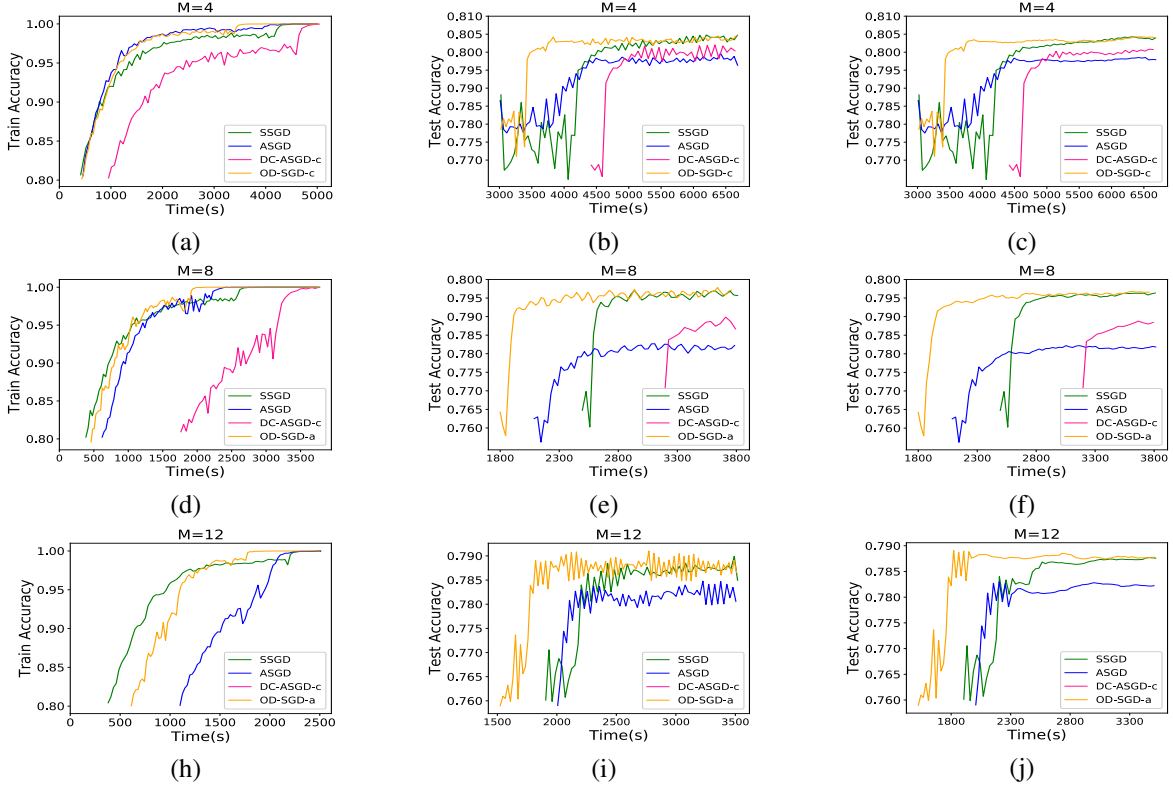 M=4
M=4
M=4
Train Accuracy
1.00
0.95
0.90
0.85
0.80
0
1000
2000
3000
4000
5000
Time(s)
SSGD
ASGD
DC-ASGD-c
OD-SGD-c
(a)
Test Accuracy
0.810
0.805
0.800
0.795
0.790
0.785
0.780
0.775
0.770
3000
3500
4000
4500
5000
5500
6000
6500
Time(s)
SSGD
ASGD
DC-ASGD-c
OD-SGD-c
(b)
Test Accuracy
0.810
0.805
0.800
0.795
0.790
0.785
0.780
0.775
0.770
3000
3500
4000
4500
5000
5500
6000
6500
Time(s)
SSGD
ASGD
DC-ASGD-c
OD-SGD-c
(c)
M=8
M=8
M=8
Train Accuracy
1.00
0.95
0.90
0.85
0.80
0
500
1000
1500
2000
2500
3000
3500
Time(s)
SSGD
ASGD
DC-ASGD-c
OD-SGD-a
(d)
Test Accuracy
0.800
0.795
0.790
0.785
0.780
0.775
0.770
0.765
0.760
1800
2300
2800
3300
3800
Time(s)
SSGD
ASGD
DC-ASGD-c
OD-SGD-a
(e)
Test Accuracy
0.800
0.795
0.790
0.785
0.780
0.775
0.770
0.765
0.760
1800
2300
2800
3300
3800
Time(s)
SSGD
ASGD
DC-ASGD-c
OD-SGD-a
(f)
M=12
M=12
M=12
Train Accuracy
1.00
0.95
0.90
0.85
0.80
0
500
1000
1500
2000
2500
Time(s)
SSGD
ASGD
DC-ASGD-c
OD-SGD-a
(h)
Test Accuracy
0.790
0.785
0.780
0.775
0.770
0.765
0.760
1500
2000
2500
3000
3500
Time(s)
SSGD
ASGD
DC-ASGD-c
OD-SGD-a
(i)
Test Accuracy
0.790
0.785
0.780
0.775
0.770
0.765
0.760
1800
2300
2800
3300
Time(s)
SSGD
ASGD
DC-ASGD-c
OD-SGD-a
(j)